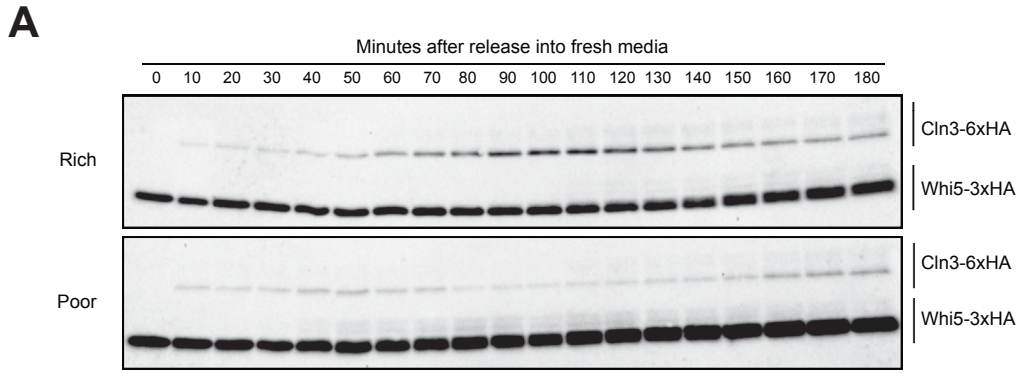 A
Minutes after release into fresh media
0 10 20 30 40 50 60 70 80 90 100 110 120 130 140 150 160 170 180
Rich
Cln3-6xHA
Whi5-3xHA
Poor
Cln3-6xHA
Whi5-3xHA